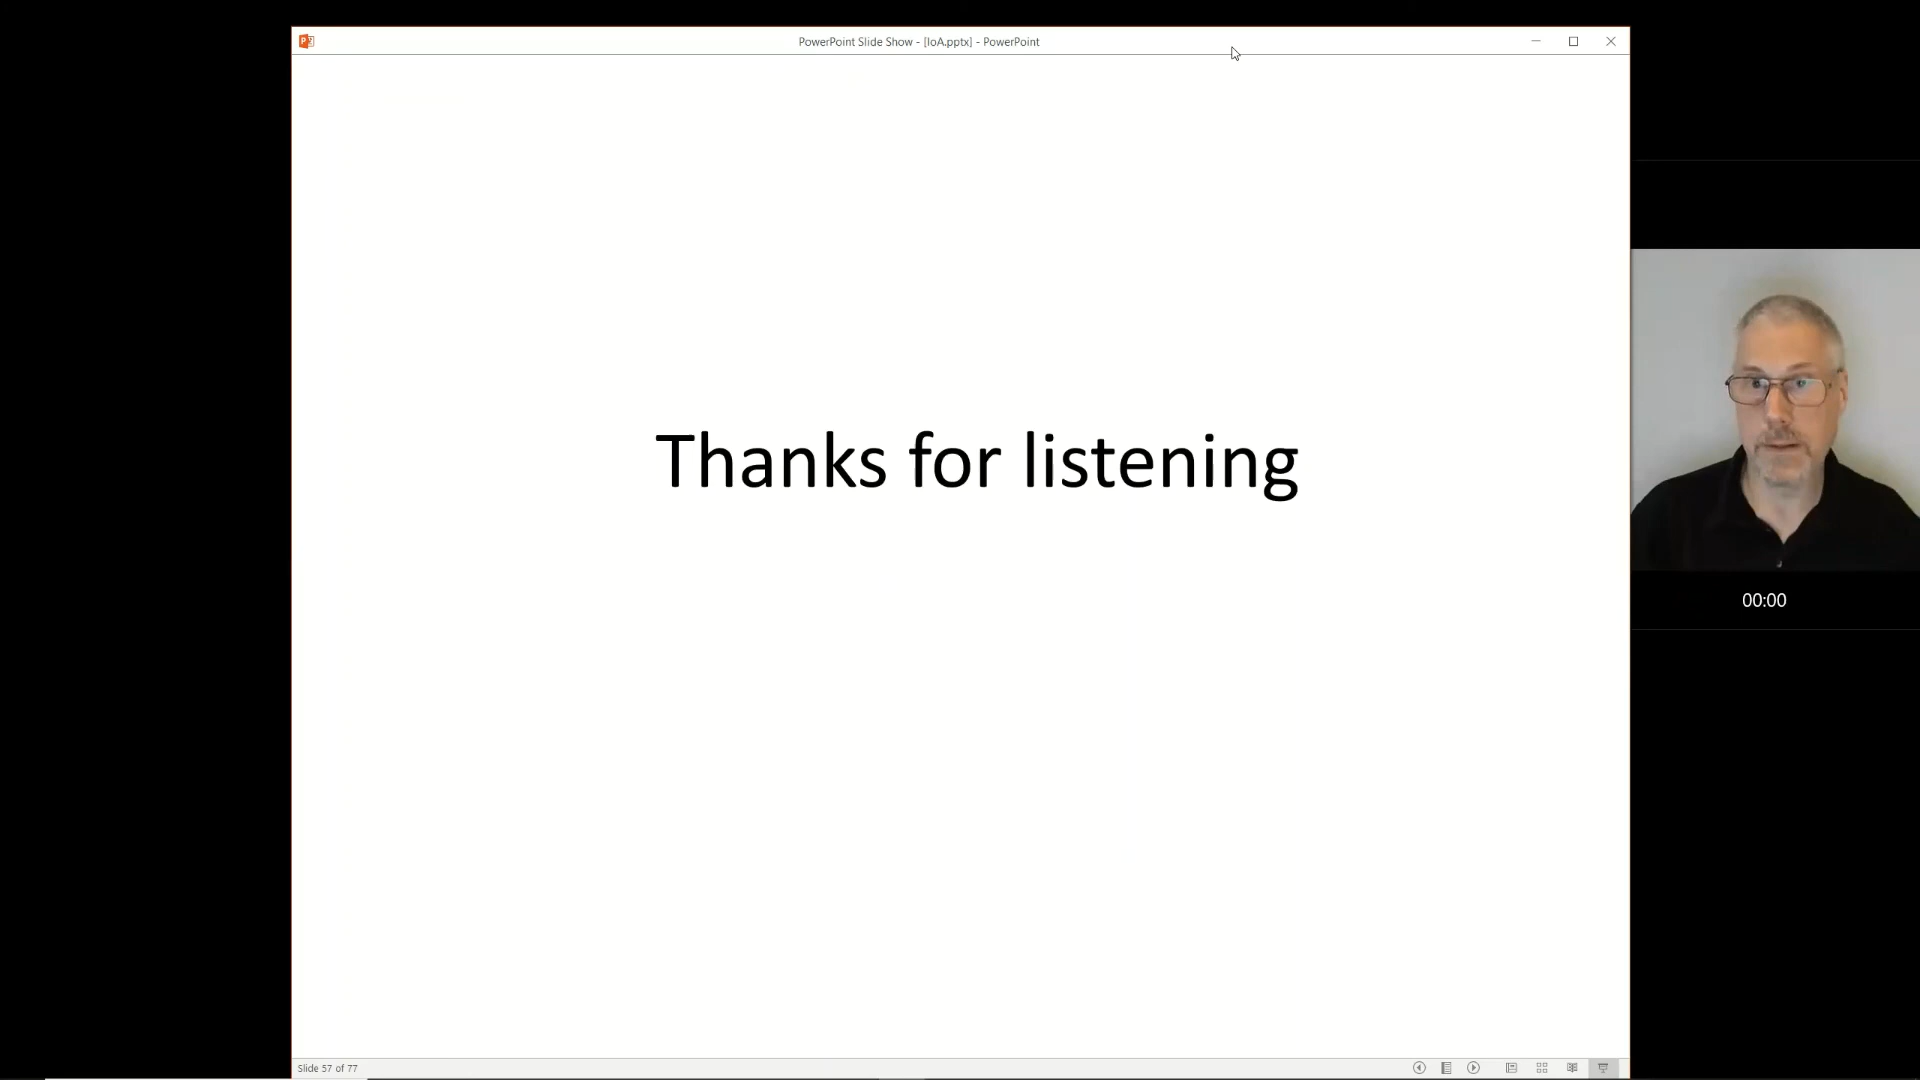 PowerPoint Slide Show - [IoA.pptx] - PowerPoint
Thanks for listening
00:00
Slide 57 of 77